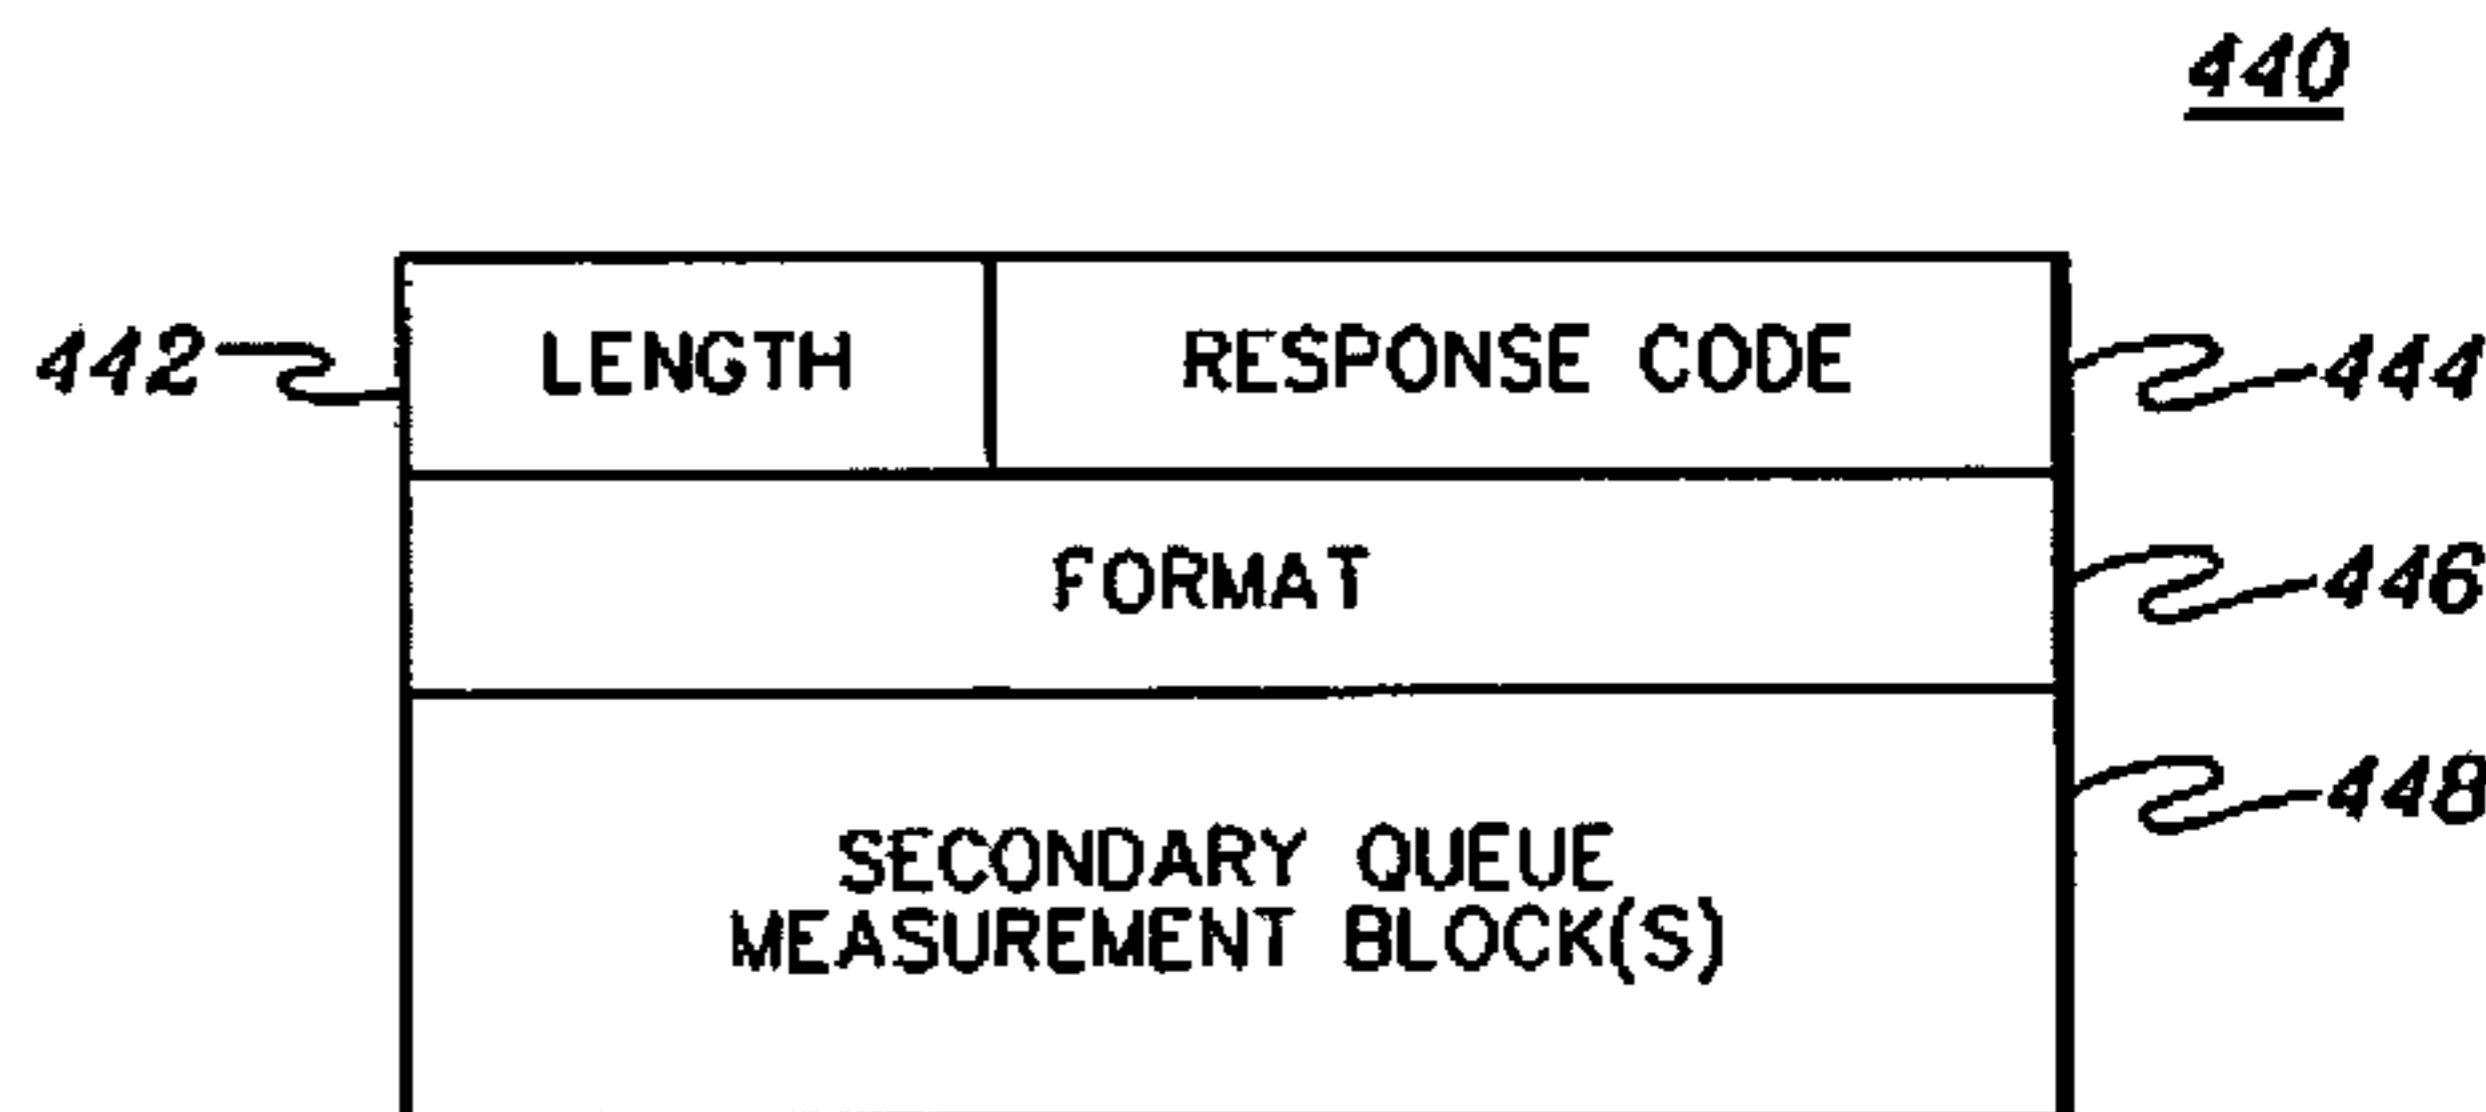 440
442 LENGTH RESPONSE CODE 444
FORMAT 446
448
SECONDARY QUEUE
MEASUREMENT BLOCK(S)